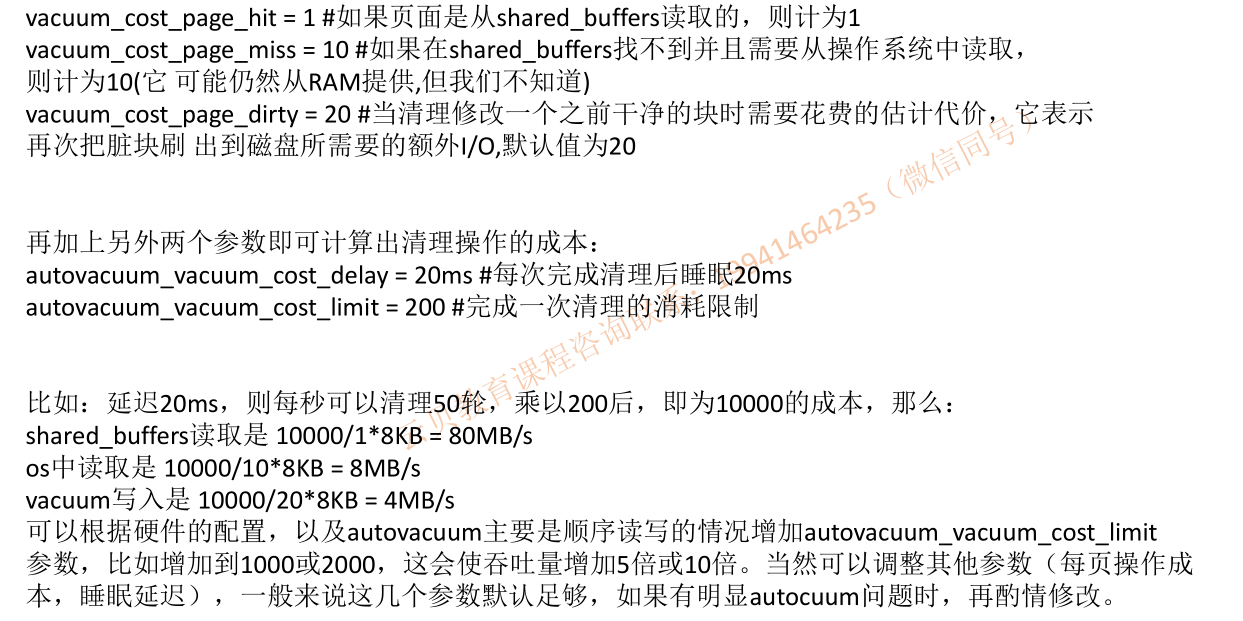 vacuum_cost_page_hit = 1 #如果页面是从shared_buffers读取的，则计为1
vacuum_cost_page_miss = 10 #如果在shared_buffers找不到并且需要从操作系统中读取，
则计为10(它 可能仍然从RAM提供,但我们不知道)
vacuum_cost_page_dirty = 20 #当清理修改一个之前干净的块时需要花费的估计代价，它表示
再次把脏块刷 出到磁盘所需要的额外I/O,默认值为20
再加上另外两个参数即可计算出清理操作的成本：
autovacuum_vacuum_cost_delay = 20ms #每次完成清理后睡眠20ms
autovacuum_vacuum_cost_limit = 200 #完成一次清理的消耗限制
比如：延迟20ms，则每秒可以清理50轮，乘以200后，即为10000的成本，那么：
shared_buffers读取是 10000/1*8KB = 80MB/s
os中读取是 10000/10*8KB = 8MB/s
vacuum写入是 10000/20*8KB = 4MB/s
可以根据硬件的配置，以及autovacuum主要是顺序读写的情况增加autovacuum_vacuum_cost_limit
参数，比如增加到1000或2000，这会使吞吐量增加5倍或10倍。当然可以调整其他参数（每页操作成
本，睡眠延迟），一般来说这几个参数默认足够，如果有明显autocuum问题时，再酌情修改。
教育课程咨询联系：941464235（微信同号）